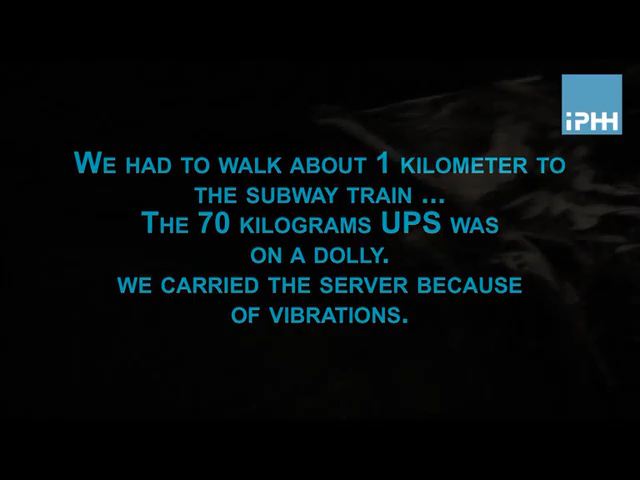 iPHH
We had to walk about 1 kilometer to
the subway train ...
The 70 kilograms UPS was
on a dolly.
we carried the server because
of vibrations.